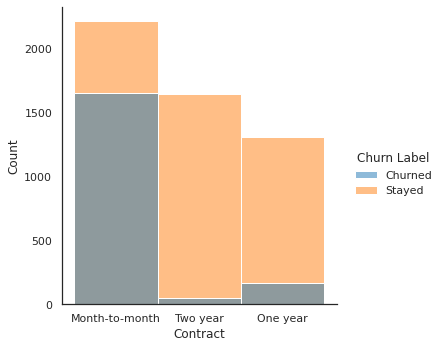 2000
1500
1000
500
0
Count
Month-to-month
Two year
One year
Contract
Churn Label
Churned
Stayed